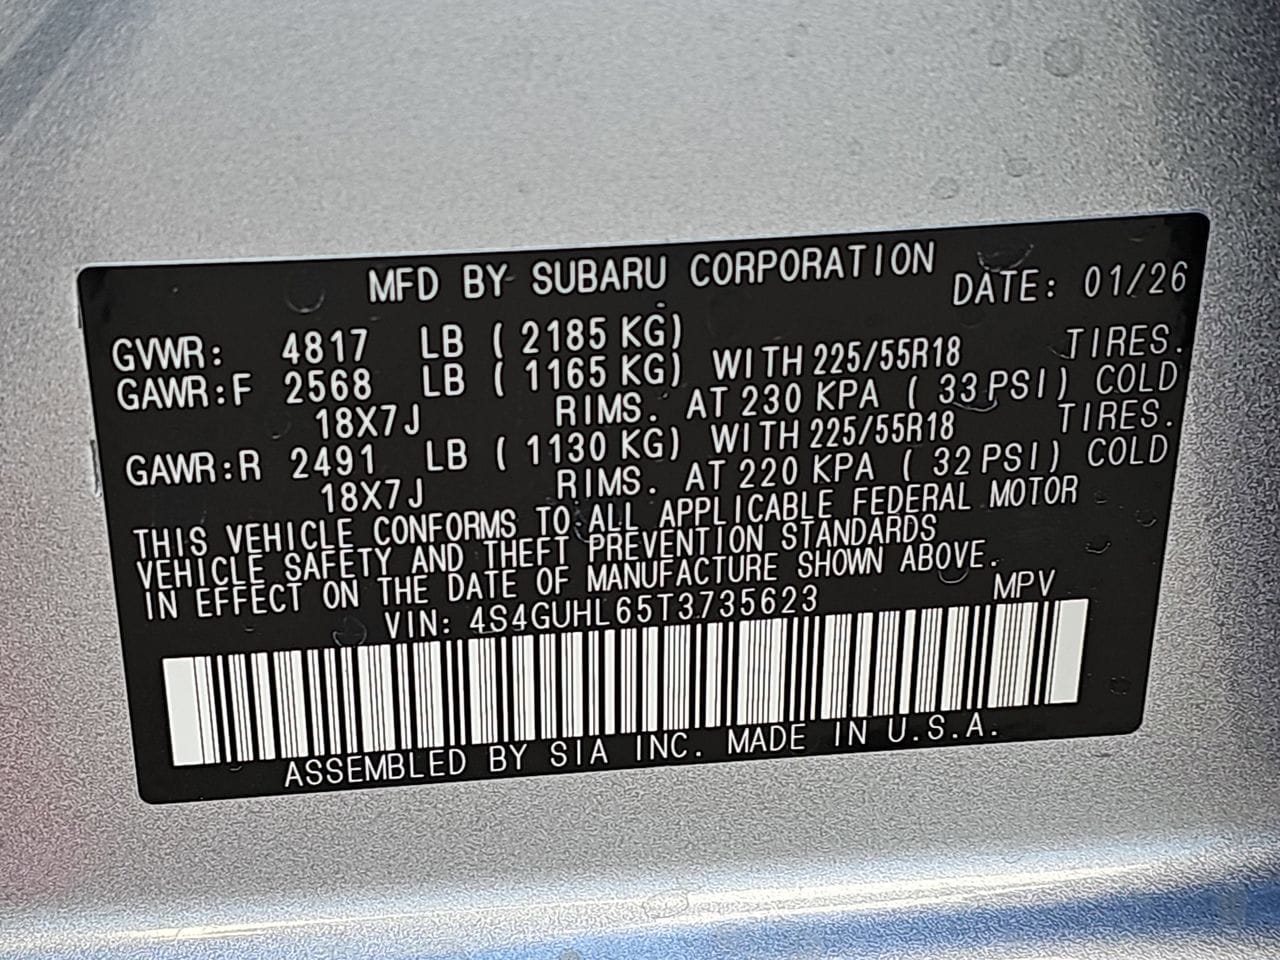 MFD BY SUBARU CORPORATION DATE: 01/26
GVWR: 4817 LB ( 2185 KG)
GAWR:F 2568 LB ( 1165 KG) WITH 225/55R18 TIRES.
18X7J RIMS. AT 230 KPA ( 33 PSI) COLD
GAWR:R 2491 LB ( 1130 KG) WITH 225/55R18 TIRES.
18X7J RIMS. AT 220 KPA ( 32 PSI) COLD
THIS VEHICLE CONFORMS TO ALL APPLICABLE FEDERAL MOTOR
VEHICLE SAFETY AND THEFT PREVENTION STANDARDS
IN EFFECT ON THE DATE OF MANUFACTURE SHOWN ABOVE.
VIN: 4S4GUHL65T3735623 MPV
ASSEMBLED BY SIA INC. MADE IN U.S.A.